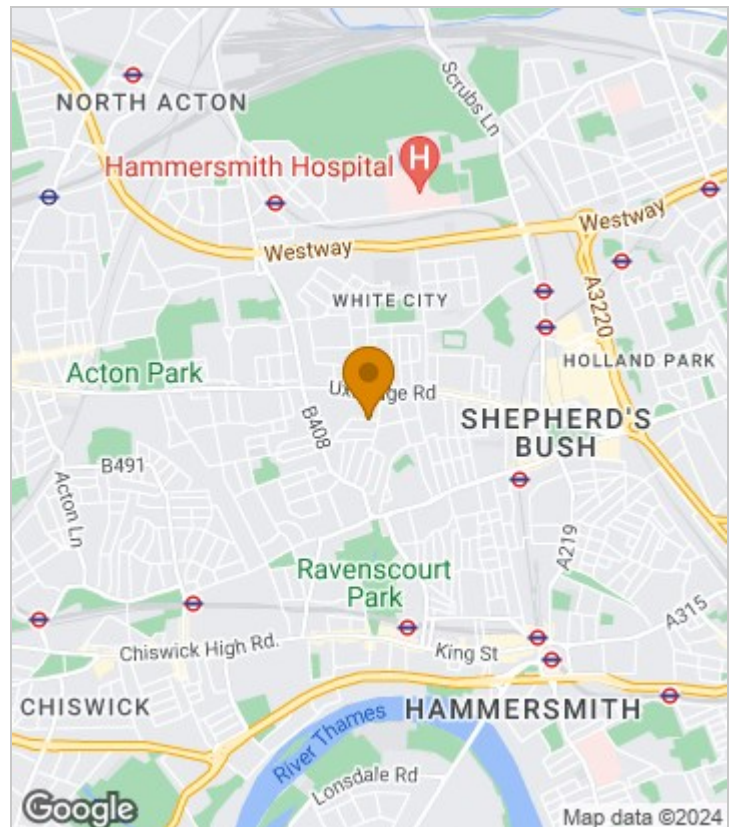 Scrubs Ln
NORTH ACTON
Hammersmith Hospital
H
Westway
Westway
A3220
WHITE CITY
HOLLAND PARK
Acton Park
Rd
SHEPHERD'S
BUSH
B408
B491
Acton Ln
A219
Ravenscourt
Park
A315
Chiswick High Rd.
King St
CHISWICK
HAMMERSMITH
River Thames
Lonsdale Rd
Google
Map data ©2024